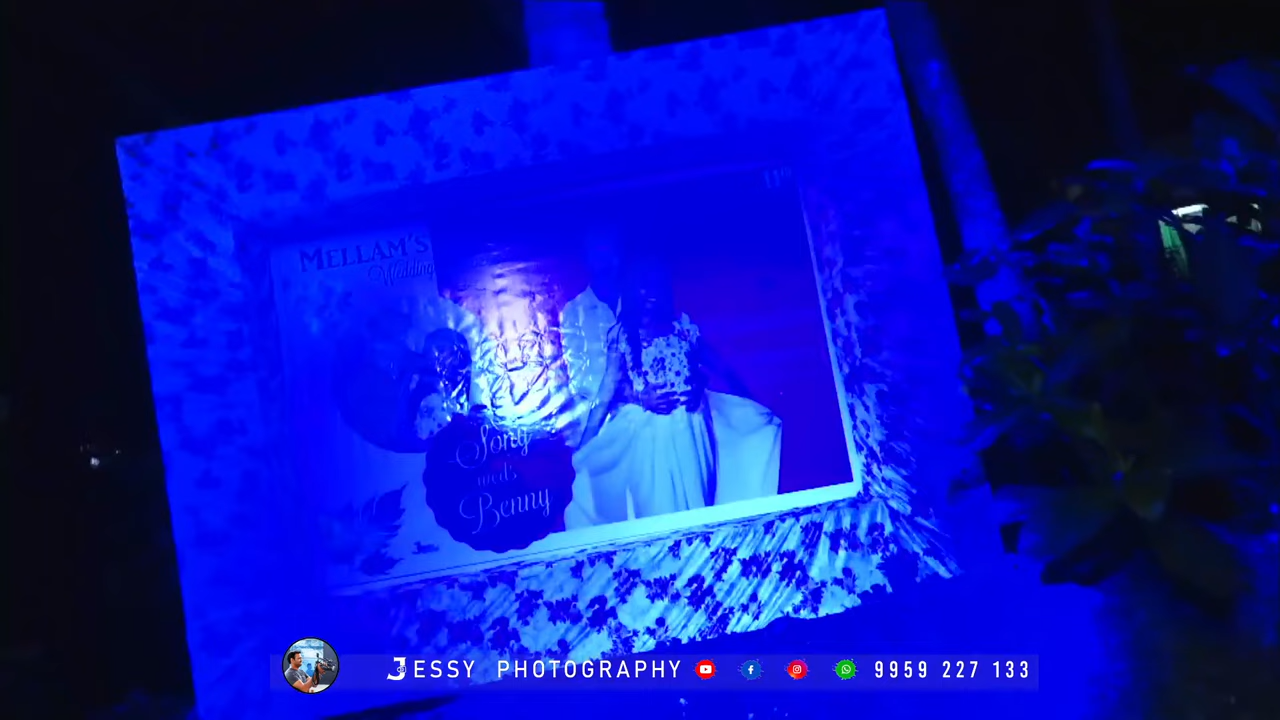 MELLAM'S
Wedding
Sony
weds
Benny
JESSY PHOTOGRAPHY 9959 227 133